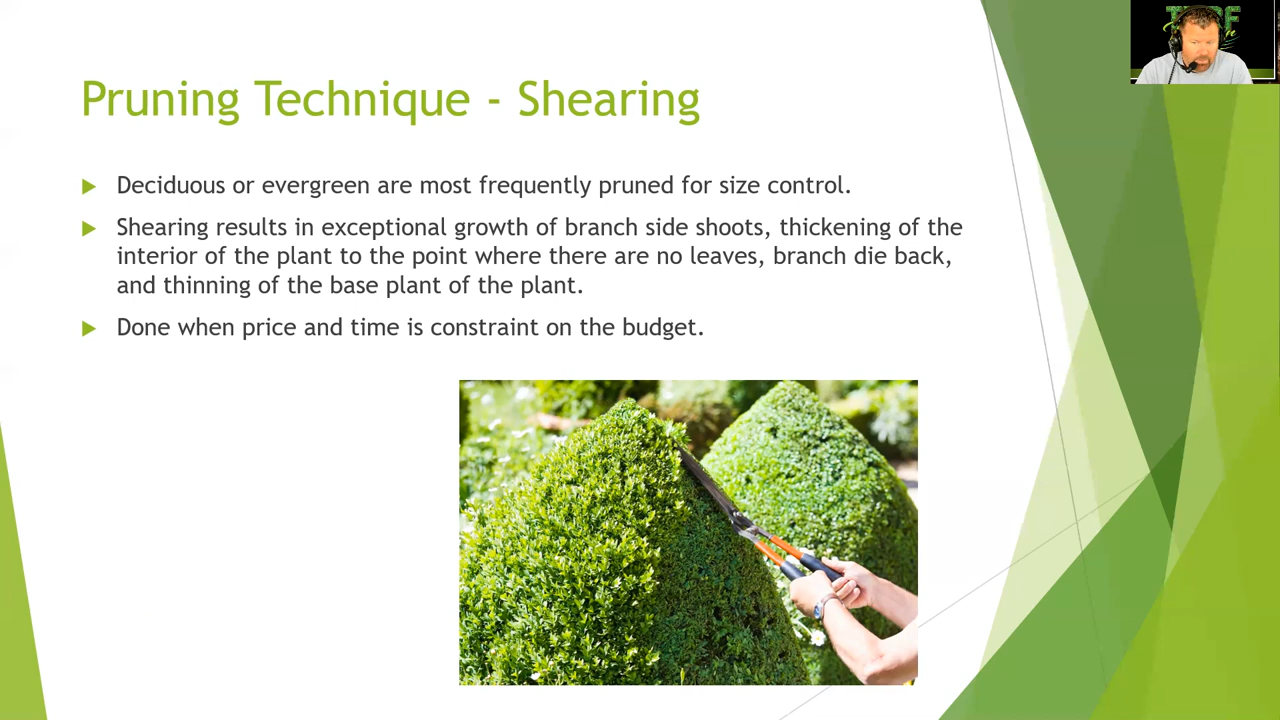 Pruning Technique - Shearing
Deciduous or evergreen are most frequently pruned for size control.
Shearing results in exceptional growth of branch side shoots, thickening of the
interior of the plant to the point where there are no leaves, branch die back,
and thinning of the base plant of the plant.
Done when price and time is constraint on the budget.